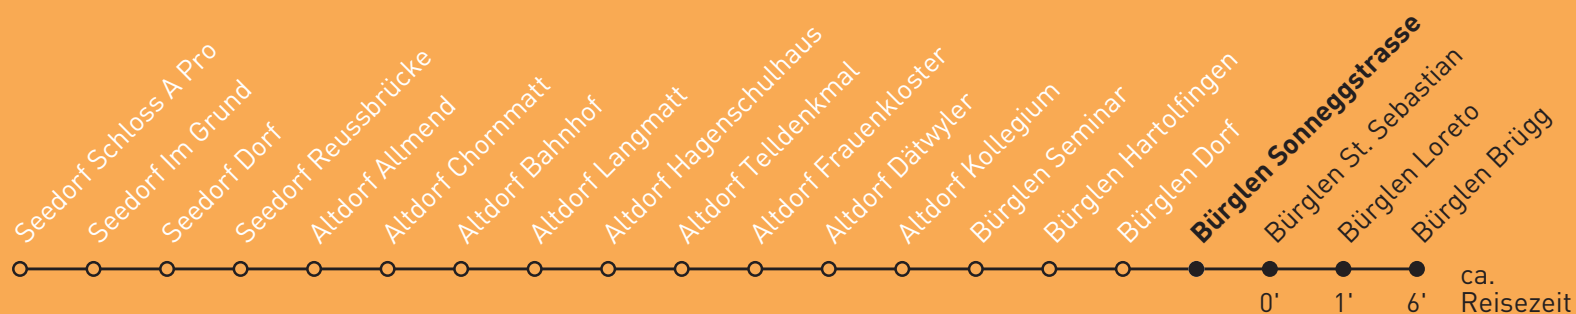 Seedorf Schloss A Pro
Seedorf Im Grund
Seedorf Dorf
Seedorf Reussbrücke
Altdorf Allmend
Altdorf Chornmatt
Altdorf Bahnhof
Altdorf Langmatt
Altdorf Hagenschulhaus
Altdorf Telldenkmal
Altdorf Frauenkloster
Altdorf Dätwyler
Altdorf Kollegium
Bürglen Seminar
Bürglen Hartolfingen
Bürglen Dorf
Bürglen Sonneggstrasse
Bürglen St. Sebastian
Bürglen Loreto
Bürglen Brügg
ca.
0' 1' 6' Reisezeit